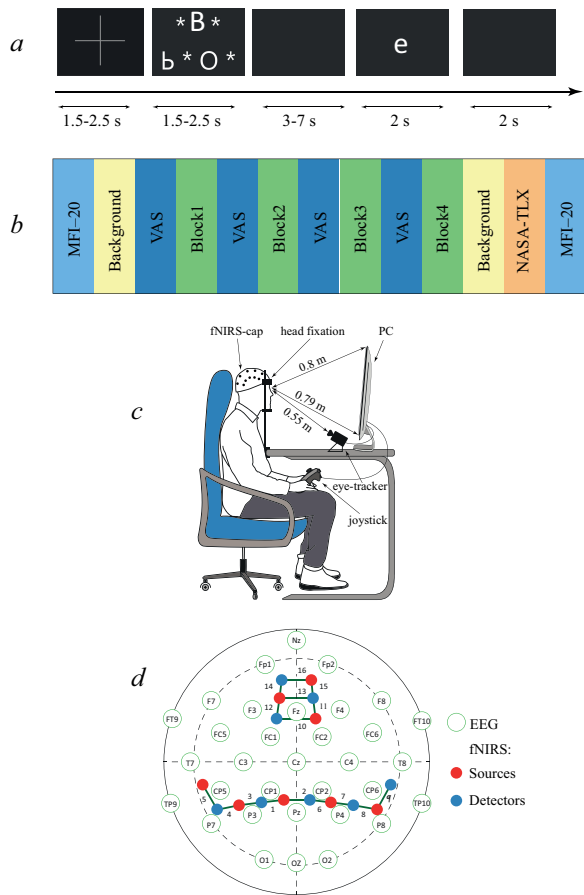 a
* В *
Ь * О *
е
1.5-2.5 s 1.5-2.5 s 3-7 s 2 s 2 s
b
MFI–20
Background
VAS
Block1
VAS
Block2
VAS
Block3
VAS
Block4
Background
NASA-TLX
MFI–20
c
fNIRS-cap
head fixation
PC
0.8 m
0.79 m
0.55 m
eye-tracker
joystick
d
Nz
Fp1 16 Fp2
14 13 15
F7 F3 12 Fz 11 F4 F8
FT9 FC5 FC1 10 FC2 FC6 FT10
T7 C3 Cz C4 T8
TP9 5 CP5 3 CP1 2 CP2 7 CP6 TP10
P7 4 P3 1 Pz 6 P4 8 P8
O1 OZ O2
EEG
fNIRS:
Sources
Detectors